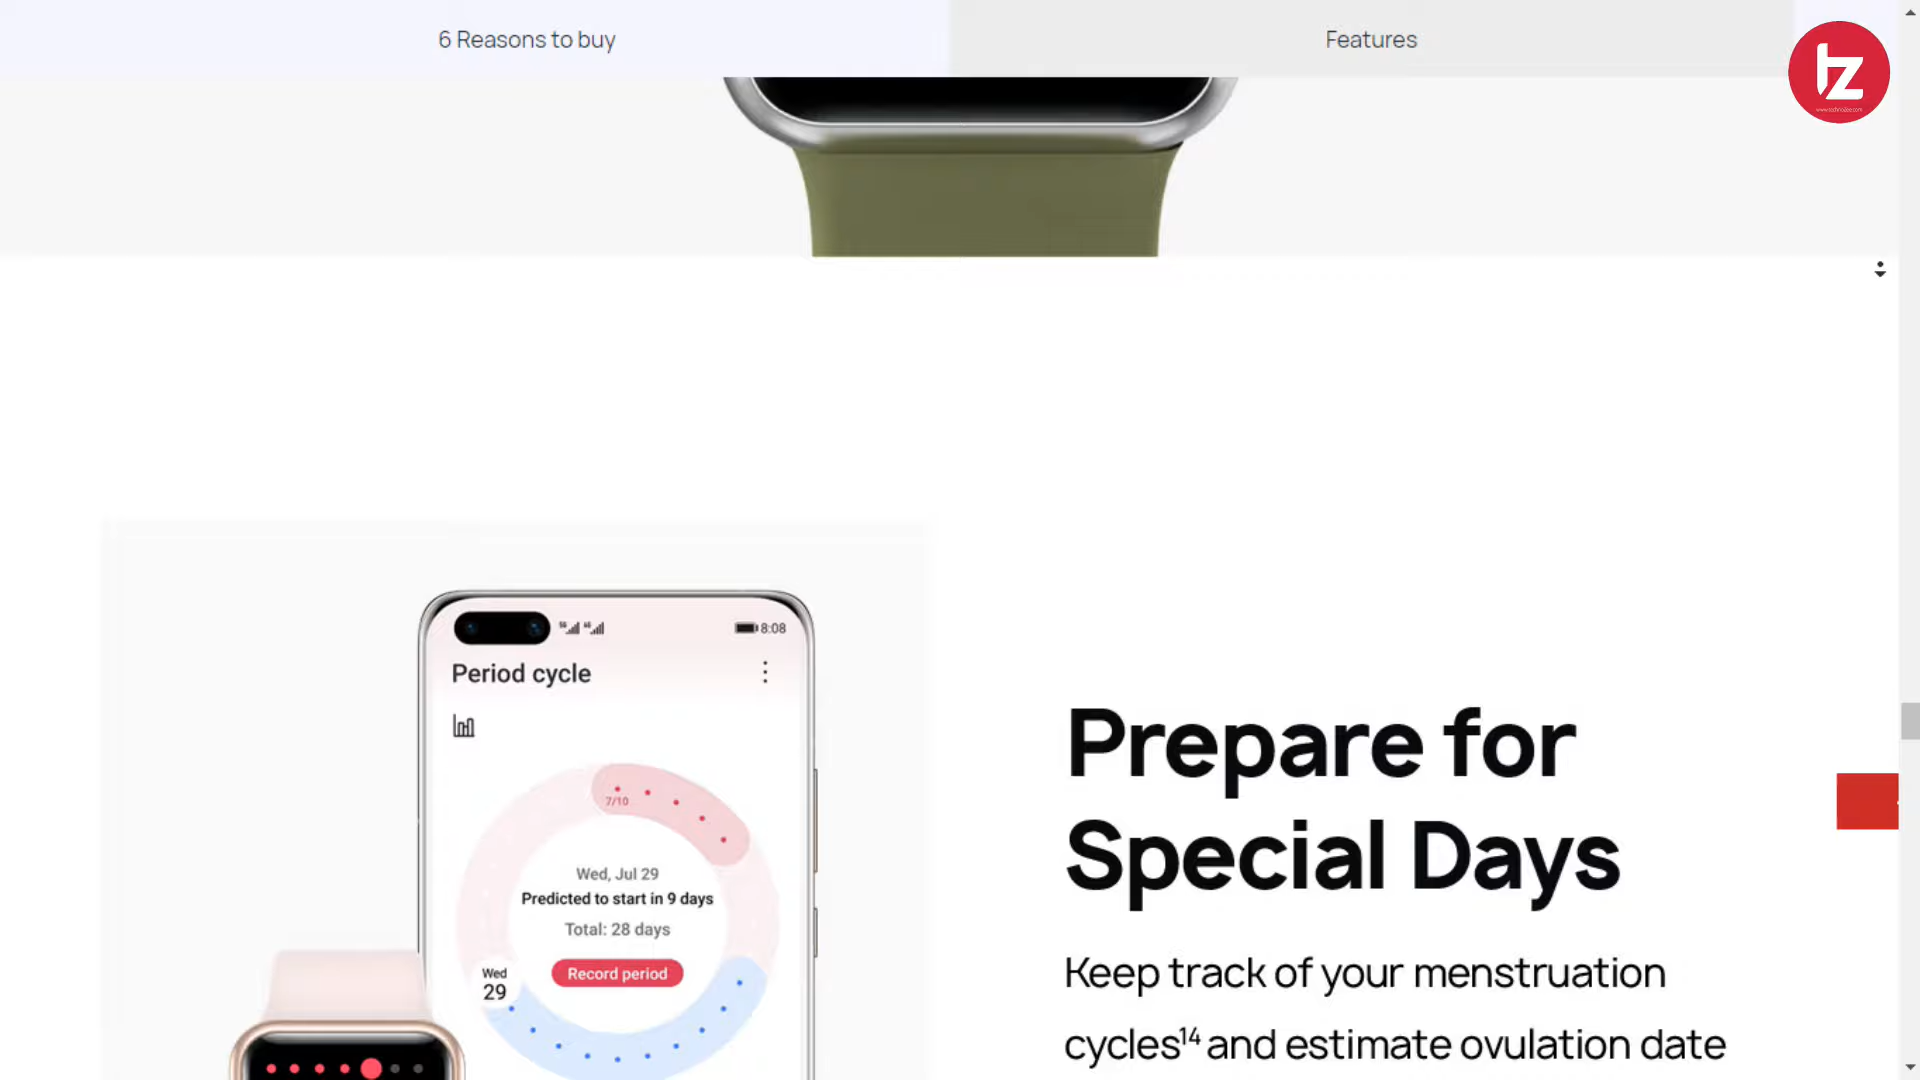 6 Reasons to buy
Features
tz
8:08
Period cycle
7/10
Wed, Jul 29
Predicted to start in 9 days
Total: 28 days
Record period
Wed
29
Prepare for
Special Days
Keep track of your menstruation
cycles¹⁴ and estimate ovulation date